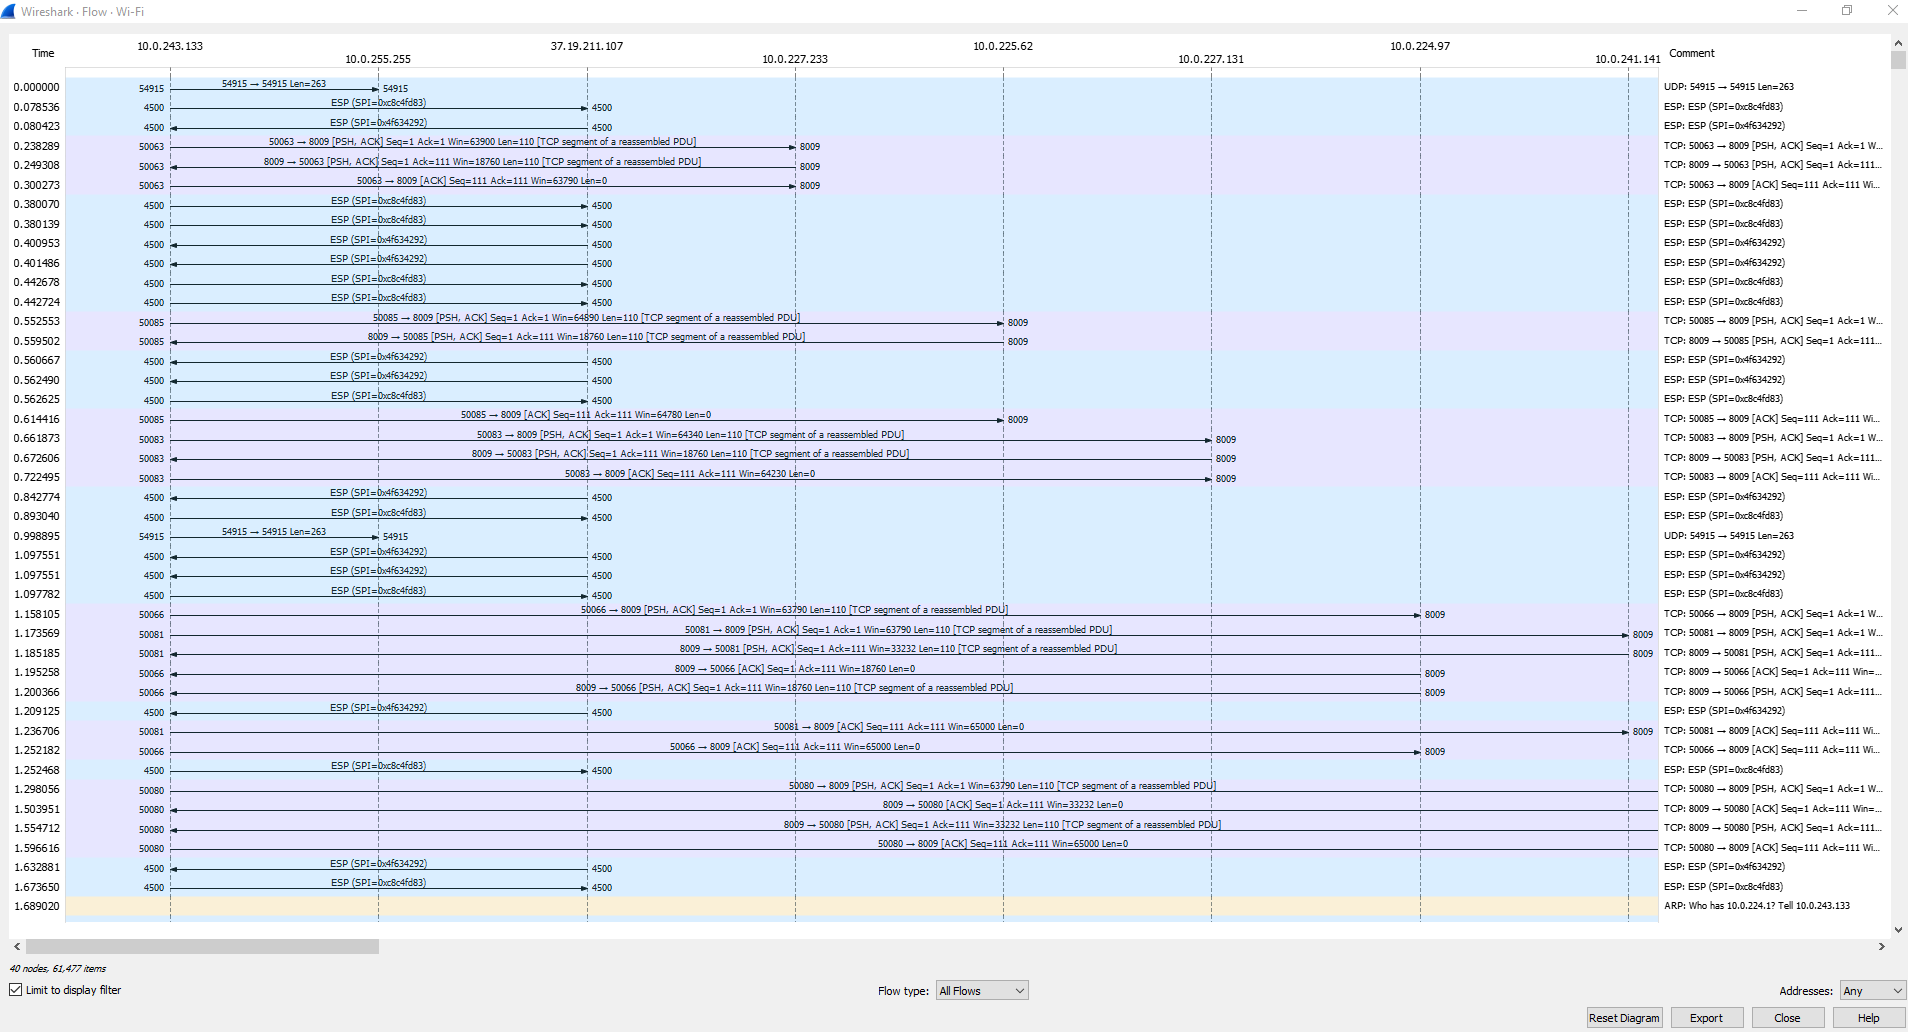 Wireshark · Flow · Wi-Fi
Time 10.0.243.133 10.0.255.255 37.19.211.107 10.0.227.233 10.0.225.62 10.0.227.131 10.0.224.97 10.0.241.141 Comment
0.000000 54915 54915 → 54915 Len=263 54915 UDP: 54915 → 54915 Len=263
0.078536 4500 ESP (SPI=0xc8c4fd83) 4500 ESP: ESP (SPI=0xc8c4fd83)
0.080423 4500 ESP (SPI=0x4f634292) 4500 ESP: ESP (SPI=0x4f634292)
0.238289 50063 50063 → 8009 [PSH, ACK] Seq=1 Ack=1 Win=63900 Len=110 [TCP segment of a reassembled PDU] 8009 TCP: 50063 → 8009 [PSH, ACK] Seq=1 Ack=1 W...
0.249308 50063 8009 → 50063 [PSH, ACK] Seq=1 Ack=111 Win=18760 Len=110 [TCP segment of a reassembled PDU] 8009 TCP: 8009 → 50063 [PSH, ACK] Seq=1 Ack=111...
0.300273 50063 50063 → 8009 [ACK] Seq=111 Ack=111 Win=63790 Len=0 8009 TCP: 50063 → 8009 [ACK] Seq=111 Ack=111 Wi...
0.380070 4500 ESP (SPI=0xc8c4fd83) 4500 ESP: ESP (SPI=0xc8c4fd83)
0.380139 4500 ESP (SPI=0xc8c4fd83) 4500 ESP: ESP (SPI=0xc8c4fd83)
0.400953 4500 ESP (SPI=0x4f634292) 4500 ESP: ESP (SPI=0x4f634292)
0.401486 4500 ESP (SPI=0x4f634292) 4500 ESP: ESP (SPI=0x4f634292)
0.442678 4500 ESP (SPI=0xc8c4fd83) 4500 ESP: ESP (SPI=0xc8c4fd83)
0.442724 4500 ESP (SPI=0xc8c4fd83) 4500 ESP: ESP (SPI=0xc8c4fd83)
0.552553 50085 50085 → 8009 [PSH, ACK] Seq=1 Ack=1 Win=64890 Len=110 [TCP segment of a reassembled PDU] 8009 TCP: 50085 → 8009 [PSH, ACK] Seq=1 Ack=1 W...
0.559502 50085 8009 → 50085 [PSH, ACK] Seq=1 Ack=111 Win=18760 Len=110 [TCP segment of a reassembled PDU] 8009 TCP: 8009 → 50085 [PSH, ACK] Seq=1 Ack=111...
0.560667 4500 ESP (SPI=0x4f634292) 4500 ESP: ESP (SPI=0x4f634292)
0.562490 4500 ESP (SPI=0x4f634292) 4500 ESP: ESP (SPI=0x4f634292)
0.562625 4500 ESP (SPI=0xc8c4fd83) 4500 ESP: ESP (SPI=0xc8c4fd83)
0.614416 50085 50085 → 8009 [ACK] Seq=111 Ack=111 Win=64780 Len=0 8009 TCP: 50085 → 8009 [ACK] Seq=111 Ack=111 Wi...
0.661873 50083 50083 → 8009 [PSH, ACK] Seq=1 Ack=1 Win=64340 Len=110 [TCP segment of a reassembled PDU] 8009 TCP: 50083 → 8009 [PSH, ACK] Seq=1 Ack=1 W...
0.672606 50083 8009 → 50083 [PSH, ACK] Seq=1 Ack=111 Win=18760 Len=110 [TCP segment of a reassembled PDU] 8009 TCP: 8009 → 50083 [PSH, ACK] Seq=1 Ack=111...
0.722495 50083 50083 → 8009 [ACK] Seq=111 Ack=111 Win=64230 Len=0 8009 TCP: 50083 → 8009 [ACK] Seq=111 Ack=111 Wi...
0.842774 4500 ESP (SPI=0x4f634292) 4500 ESP: ESP (SPI=0x4f634292)
0.893040 4500 ESP (SPI=0xc8c4fd83) 4500 ESP: ESP (SPI=0xc8c4fd83)
0.998895 54915 54915 → 54915 Len=263 54915 UDP: 54915 → 54915 Len=263
1.097551 4500 ESP (SPI=0x4f634292) 4500 ESP: ESP (SPI=0x4f634292)
1.097551 4500 ESP (SPI=0x4f634292) 4500 ESP: ESP (SPI=0x4f634292)
1.097782 4500 ESP (SPI=0xc8c4fd83) 4500 ESP: ESP (SPI=0xc8c4fd83)
1.158105 50066 50066 → 8009 [PSH, ACK] Seq=1 Ack=1 Win=63790 Len=110 [TCP segment of a reassembled PDU] 8009 TCP: 50066 → 8009 [PSH, ACK] Seq=1 Ack=1 W...
1.173569 50081 50081 → 8009 [PSH, ACK] Seq=1 Ack=1 Win=63790 Len=110 [TCP segment of a reassembled PDU] 8009 TCP: 50081 → 8009 [PSH, ACK] Seq=1 Ack=1 W...
1.185185 50081 8009 → 50081 [PSH, ACK] Seq=1 Ack=111 Win=33232 Len=110 [TCP segment of a reassembled PDU] 8009 TCP: 8009 → 50081 [PSH, ACK] Seq=1 Ack=111...
1.195258 50066 8009 → 50066 [ACK] Seq=1 Ack=111 Win=18760 Len=0 8009 TCP: 8009 → 50066 [ACK] Seq=1 Ack=111 Win=...
1.200366 50066 8009 → 50066 [PSH, ACK] Seq=1 Ack=111 Win=18760 Len=110 [TCP segment of a reassembled PDU] 8009 TCP: 8009 → 50066 [PSH, ACK] Seq=1 Ack=111...
1.209125 4500 ESP (SPI=0x4f634292) 4500 ESP: ESP (SPI=0x4f634292)
1.236706 50081 50081 → 8009 [ACK] Seq=111 Ack=111 Win=65000 Len=0 8009 TCP: 50081 → 8009 [ACK] Seq=111 Ack=111 Wi...
1.252182 50066 50066 → 8009 [ACK] Seq=111 Ack=111 Win=65000 Len=0 8009 TCP: 50066 → 8009 [ACK] Seq=111 Ack=111 Wi...
1.252468 4500 ESP (SPI=0xc8c4fd83) 4500 ESP: ESP (SPI=0xc8c4fd83)
1.298056 50080 50080 → 8009 [PSH, ACK] Seq=1 Ack=1 Win=63790 Len=110 [TCP segment of a reassembled PDU] TCP: 50080 → 8009 [PSH, ACK] Seq=1 Ack=1 W...
1.503951 50080 8009 → 50080 [ACK] Seq=1 Ack=111 Win=33232 Len=0 TCP: 8009 → 50080 [ACK] Seq=1 Ack=111 Win=...
1.554712 50080 8009 → 50080 [PSH, ACK] Seq=1 Ack=111 Win=33232 Len=110 [TCP segment of a reassembled PDU] TCP: 8009 → 50080 [PSH, ACK] Seq=1 Ack=111...
1.596616 50080 50080 → 8009 [ACK] Seq=111 Ack=111 Win=65000 Len=0 TCP: 50080 → 8009 [ACK] Seq=111 Ack=111 Wi...
1.632881 4500 ESP (SPI=0x4f634292) 4500 ESP: ESP (SPI=0x4f634292)
1.673650 4500 ESP (SPI=0xc8c4fd83) 4500 ESP: ESP (SPI=0xc8c4fd83)
1.689020 ARP: Who has 10.0.224.1? Tell 10.0.243.133
40 nodes, 61,477 items
Limit to display filter Flow type: All Flows Addresses: Any
Reset Diagram Export Close Help